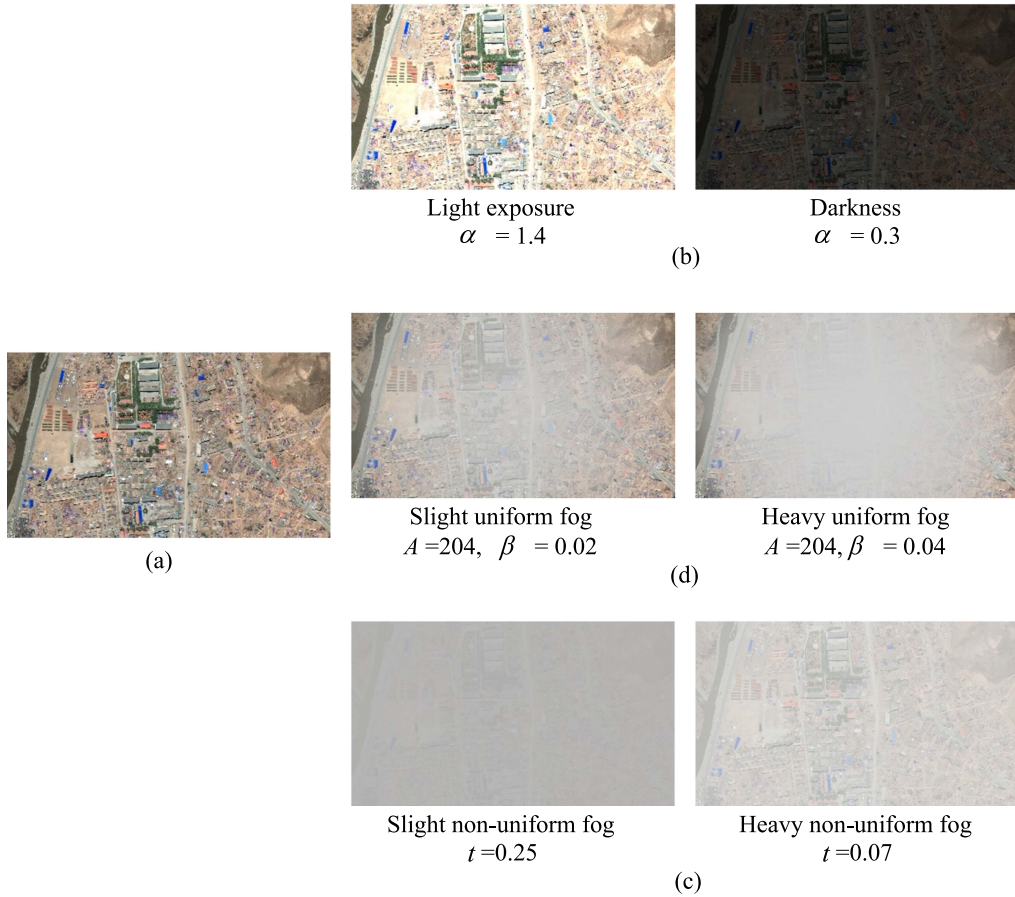 Light exposure
α = 1.4
Darkness
α = 0.3
(b)
(a)
Slight uniform fog
A =204, β = 0.02
Heavy uniform fog
A =204, β = 0.04
(d)
Slight non-uniform fog
t =0.25
Heavy non-uniform fog
t =0.07
(c)